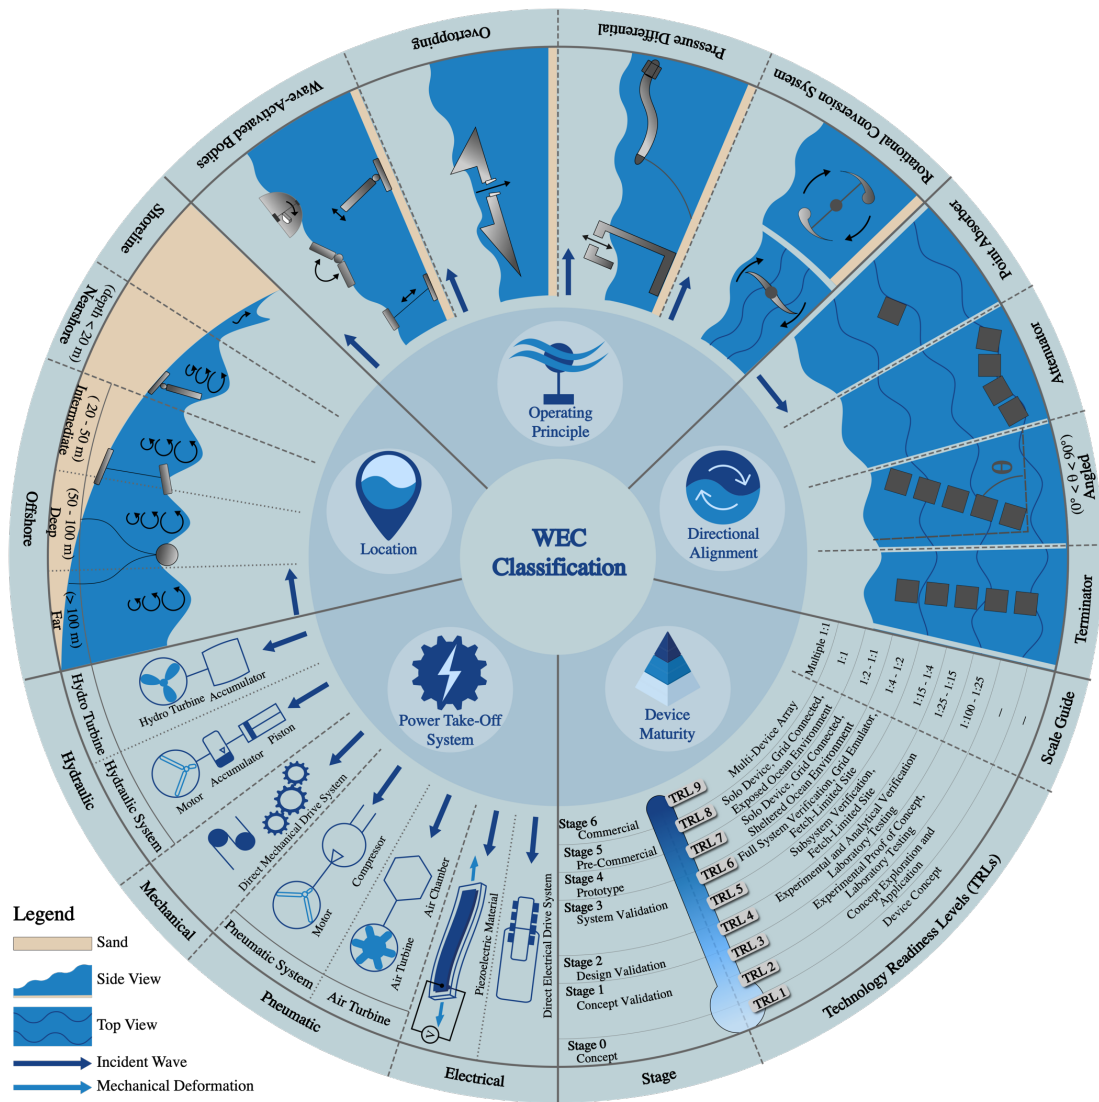 WEC
Classification
Operating
Principle
Directional
Alignment
Device
Maturity
Power Take-Off
System
Location
Wave-Activated Bodies
Overtopping
Pressure Differential
Rotational Conversion System
Point Absorber
Attenuator
Angled
(0° < θ < 90°)
θ
Terminator
Scale Guide
Multiple 1:1
1:1
1:2 - 1:1
1:4 - 1:2
1:15 - 1:4
1:25 - 1:15
1:100 - 1:25
–
–
Technology Readiness Levels (TRLs)
TRL 9
TRL 8
TRL 7
TRL 6
TRL 5
TRL 4
TRL 3
TRL 2
TRL 1
Multi-Device Array
Solo Device, Grid Connected,
Exposed Ocean Environment
Solo Device, Grid Connected,
Sheltered Ocean Environment
Full System Verification, Grid Emulator,
Fetch-Limited Site
Subsystem Verification,
Fetch-Limited Site
Experimental and Analytical Verification
Laboratory Testing
Experimental Proof of Concept,
Laboratory Testing
Concept Exploration and
Application
Device Concept
Stage
Stage 6
Commercial
Stage 5
Pre-Commercial
Stage 4
Prototype
Stage 3
System Validation
Stage 2
Design Validation
Stage 1
Concept Validation
Stage 0
Concept
Electrical
Direct Electrical Drive System
Piezoelectric Material
V
Pneumatic
Air Turbine
Air Chamber
Air Turbine
Pneumatic System
Compressor
Motor
Mechanical
Direct Mechanical Drive System
Hydraulic
Hydraulic System
Piston
Accumulator
Motor
Hydro Turbine
Hydro Turbine
Accumulator
Offshore
Far
(> 100 m)
Deep
(50 - 100 m)
Intermediate
(20 - 50 m)
Nearshore
(depth < 20 m)
Shoreline
Legend
Sand
Side View
Top View
Incident Wave
Mechanical Deformation